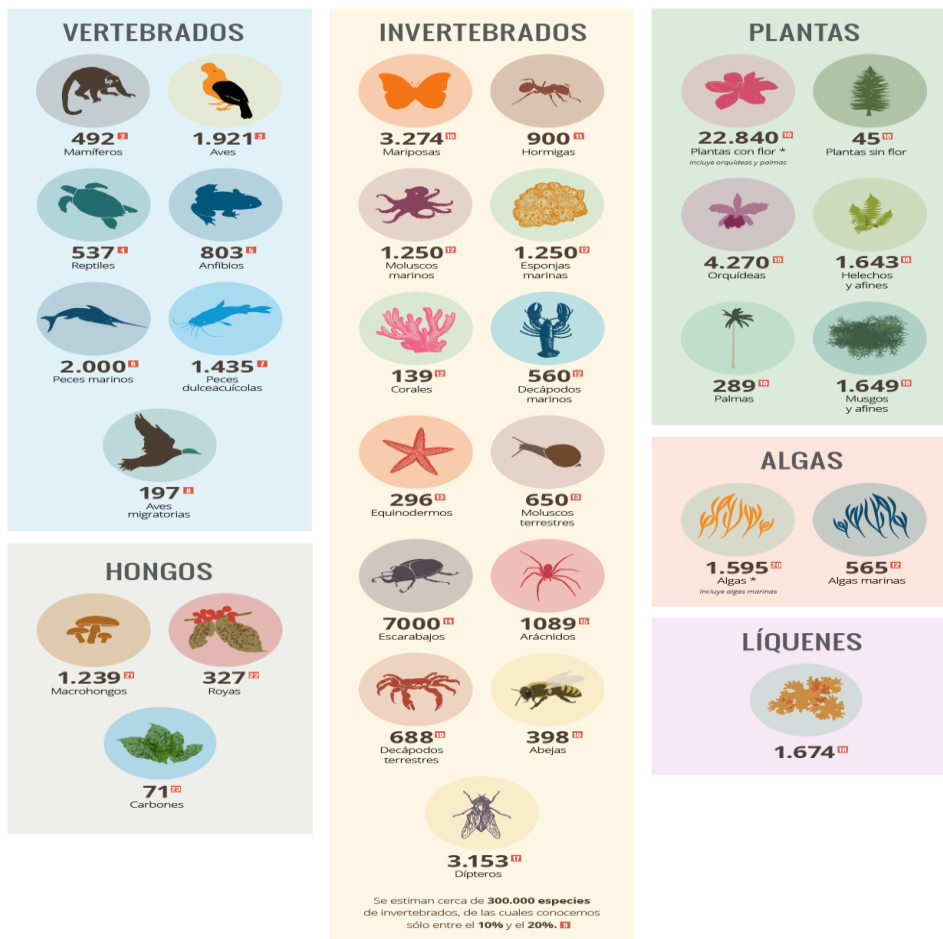 VERTEBRADOS
492 2
Mamíferos
1.921 3
Aves
537 4
Reptiles
803 5
Anfibios
2.000 6
Peces marinos
1.435 7
Peces
dulceacuícolas
197 8
Aves
migratorias
HONGOS
1.239 21
Macrohongos
327 22
Royas
71 23
Carbones
INVERTEBRADOS
3.274 10
Mariposas
900 11
Hormigas
1.250 12
Moluscos
marinos
1.250 12
Esponjas
marinas
139 12
Corales
560 12
Decápodos
marinos
296 12
Equinodermos
650 13
Moluscos
terrestres
7000 14
Escarabajos
1089 15
Arácnidos
688 18
Decápodos
terrestres
398 16
Abejas
3.153 17
Dípteros
Se estiman cerca de 300.000 especies
de invertebrados, de las cuales conocemos
sólo entre el 10% y el 20%. 9
PLANTAS
22.840 18
Plantas con flor *
Incluye orquídeas y palmas
45 18
Plantas sin flor
4.270 19
Orquídeas
1.643 18
Helechos
y afines
289 18
Palmas
1.649 18
Musgos
y afines
ALGAS
1.595 20
Algas *
Incluye algas marinas
565 12
Algas marinas
LÍQUENES
1.674 18